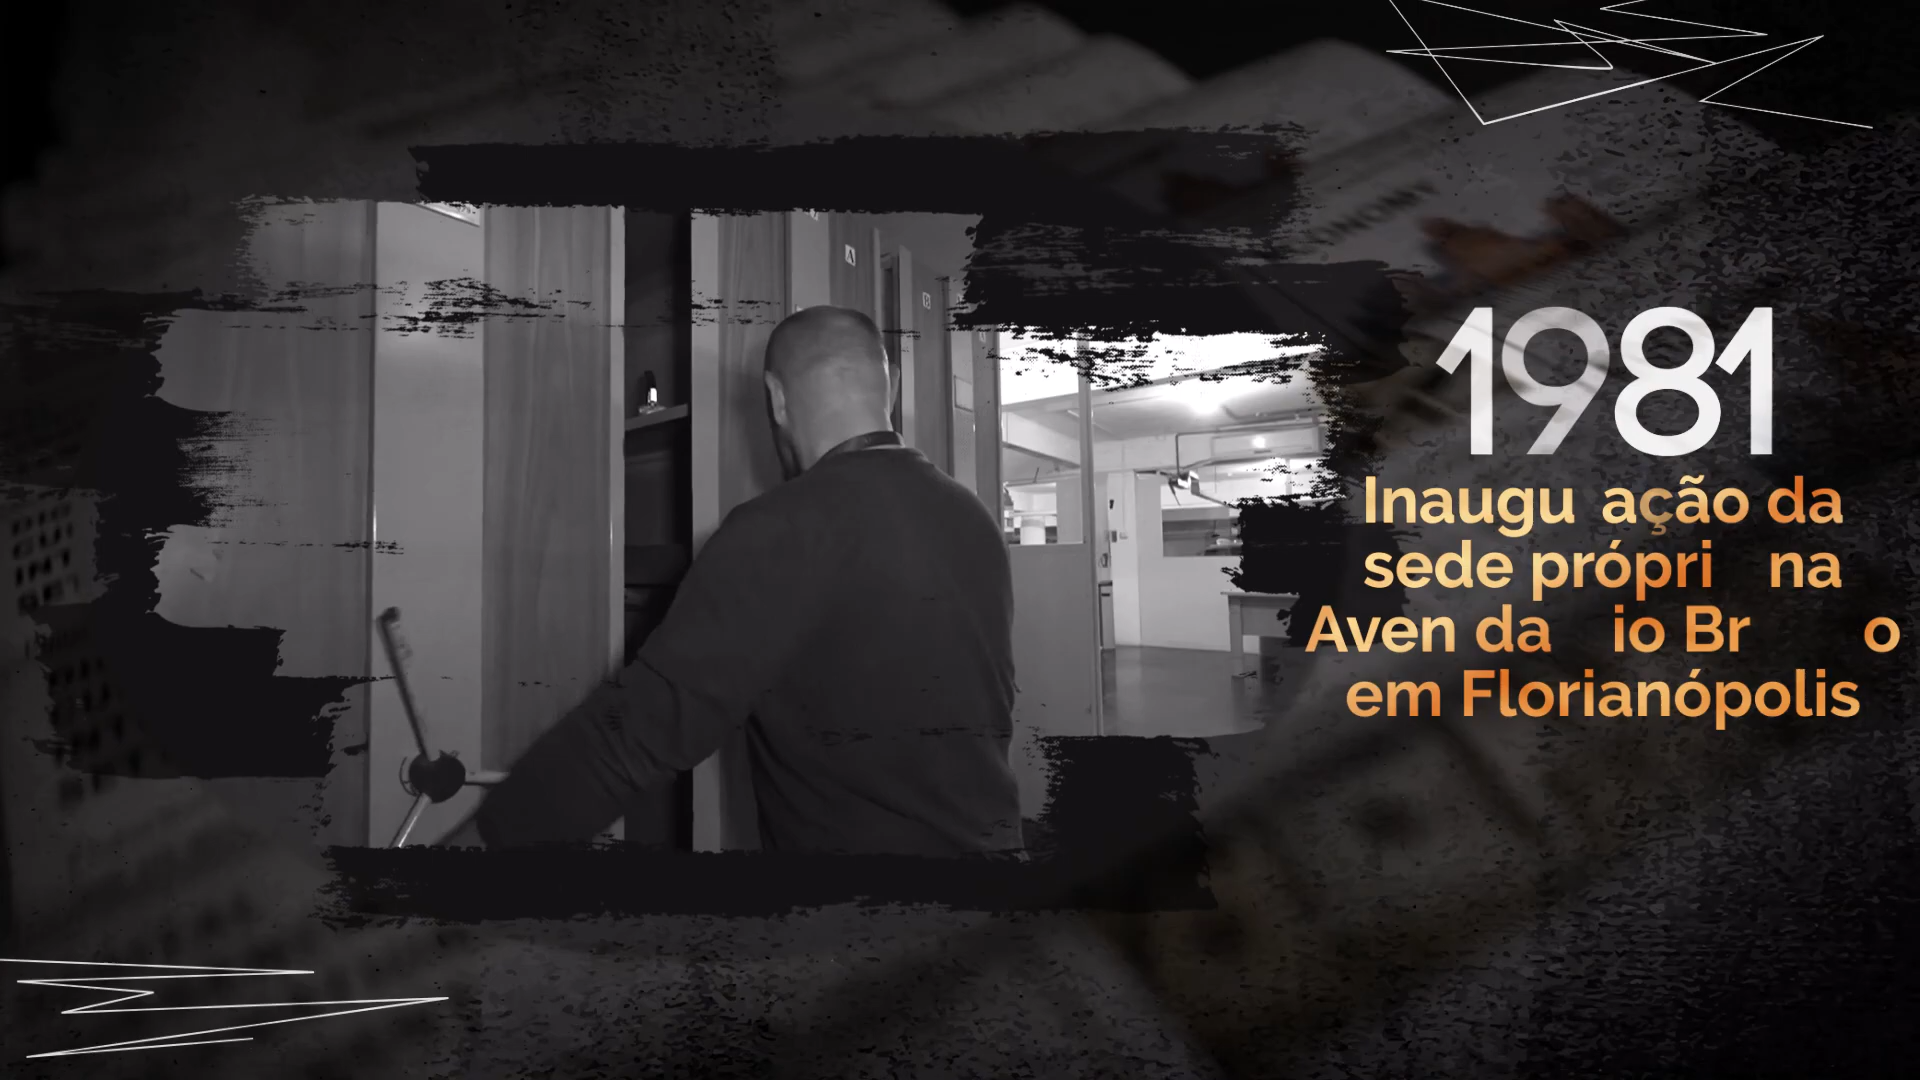 1981
Inaugu ação da
sede própri na
Aven da io Br o
em Florianópolis
A
B